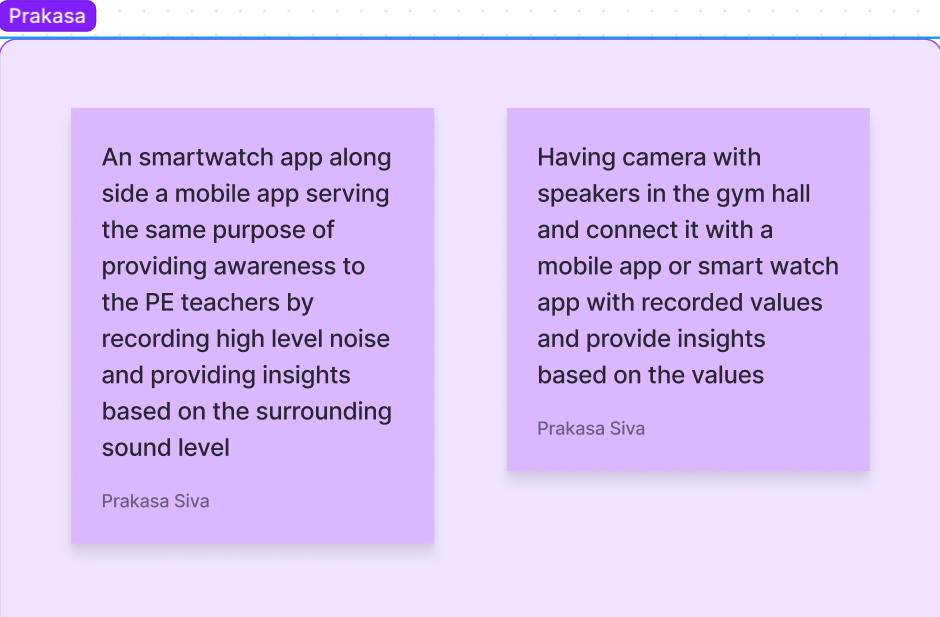 Prakasa
An smartwatch app along
side a mobile app serving
the same purpose of
providing awareness to
the PE teachers by
recording high level noise
and providing insights
based on the surrounding
sound level
Prakasa Siva
Having camera with
speakers in the gym hall
and connect it with a
mobile app or smart watch
app with recorded values
and provide insights
based on the values
Prakasa Siva